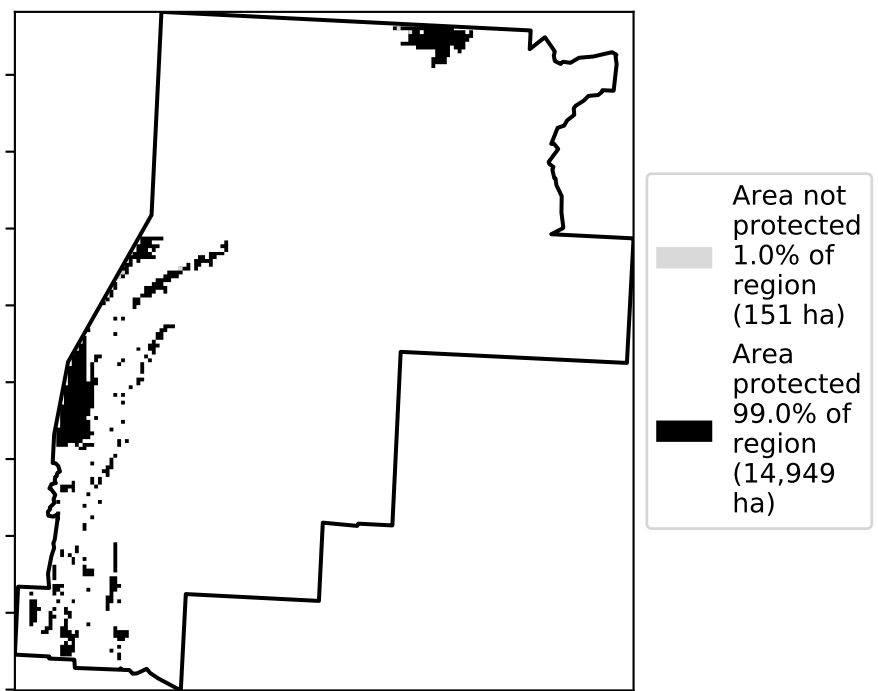 Area not
protected
1.0% of
region
(151 ha)
Area
protected
99.0% of
region
(14,949
ha)